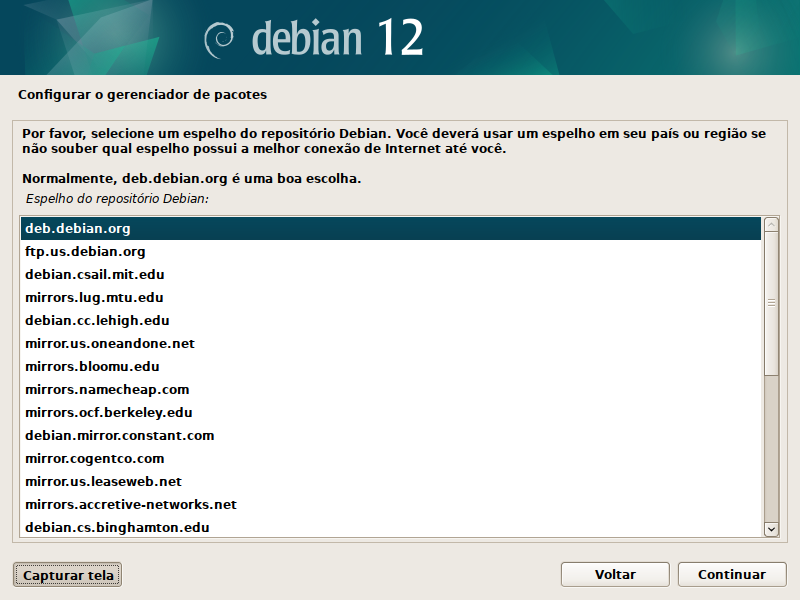 debian 12
Configurar o gerenciador de pacotes
Por favor, selecione um espelho do repositório Debian. Você deverá usar um espelho em seu país ou região se
não souber qual espelho possui a melhor conexão de Internet até você.
Normalmente, deb.debian.org é uma boa escolha.
Espelho do repositório Debian:
deb.debian.org
ftp.us.debian.org
debian.csail.mit.edu
mirrors.lug.mtu.edu
debian.cc.lehigh.edu
mirror.us.oneandone.net
mirrors.bloomu.edu
mirrors.namecheap.com
mirrors.ocf.berkeley.edu
debian.mirror.constant.com
mirror.cogentco.com
mirror.us.leaseweb.net
mirrors.accretive-networks.net
debian.cs.binghamton.edu
Capturar tela
Voltar
Continuar